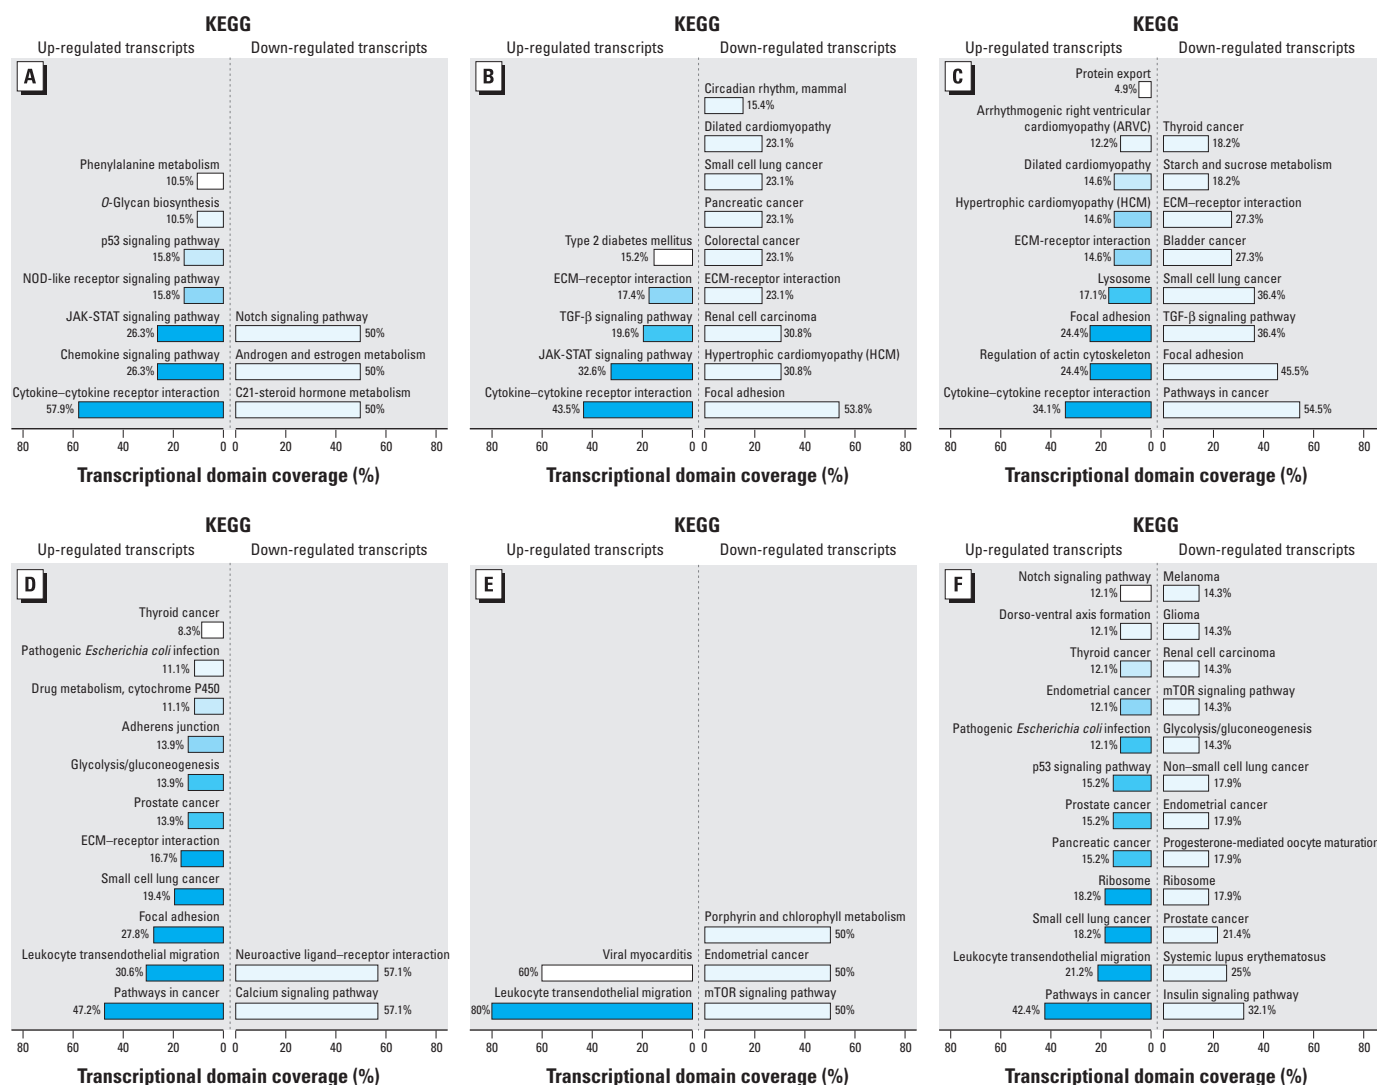 KEGG
Up-regulated transcripts Down-regulated transcripts
A
Phenylalanine metabolism
10.5%
O-Glycan biosynthesis
10.5%
p53 signaling pathway
15.8%
NOD-like receptor signaling pathway
15.8%
JAK-STAT signaling pathway Notch signaling pathway
26.3% 50%
Chemokine signaling pathway Androgen and estrogen metabolism
26.3% 50%
Cytokine–cytokine receptor interaction C21-steroid hormone metabolism
57.9% 50%
80 60 40 20 0 0 20 40 60 80
Transcriptional domain coverage (%)
KEGG
Up-regulated transcripts Down-regulated transcripts
B
Circadian rhythm, mammal
15.4%
Dilated cardiomyopathy
23.1%
Small cell lung cancer
23.1%
Pancreatic cancer
23.1%
Type 2 diabetes mellitus Colorectal cancer
15.2% 23.1%
ECM–receptor interaction ECM-receptor interaction
17.4% 23.1%
TGF-β signaling pathway Renal cell carcinoma
19.6% 30.8%
JAK-STAT signaling pathway Hypertrophic cardiomyopathy (HCM)
32.6% 30.8%
Cytokine–cytokine receptor interaction Focal adhesion
43.5% 53.8%
80 60 40 20 0 0 20 40 60 80
Transcriptional domain coverage (%)
KEGG
Up-regulated transcripts Down-regulated transcripts
C
Protein export
4.9%
Arrhythmogenic right ventricular
cardiomyopathy (ARVC) Thyroid cancer
12.2% 18.2%
Dilated cardiomyopathy Starch and sucrose metabolism
14.6% 18.2%
Hypertrophic cardiomyopathy (HCM) ECM–receptor interaction
14.6% 27.3%
ECM-receptor interaction Bladder cancer
14.6% 27.3%
Lysosome Small cell lung cancer
17.1% 36.4%
Focal adhesion TGF-β signaling pathway
24.4% 36.4%
Regulation of actin cytoskeleton Focal adhesion
24.4% 45.5%
Cytokine–cytokine receptor interaction Pathways in cancer
34.1% 54.5%
80 60 40 20 0 0 20 40 60 80
Transcriptional domain coverage (%)
KEGG
Up-regulated transcripts Down-regulated transcripts
D
Thyroid cancer
8.3%
Pathogenic Escherichia coli infection
11.1%
Drug metabolism, cytochrome P450
11.1%
Adherens junction
13.9%
Glycolysis/gluconeogenesis
13.9%
Prostate cancer
13.9%
ECM–receptor interaction
16.7%
Small cell lung cancer
19.4%
Focal adhesion
27.8%
Leukocyte transendothelial migration Neuroactive ligand–receptor interaction
30.6% 57.1%
Pathways in cancer Calcium signaling pathway
47.2% 57.1%
80 60 40 20 0 0 20 40 60 80
Transcriptional domain coverage (%)
KEGG
Up-regulated transcripts Down-regulated transcripts
E
Porphyrin and chlorophyll metabolism
50%
Viral myocarditis Endometrial cancer
60% 50%
Leukocyte transendothelial migration mTOR signaling pathway
80% 50%
80 60 40 20 0 0 20 40 60 80
Transcriptional domain coverage (%)
KEGG
Up-regulated transcripts Down-regulated transcripts
F
Notch signaling pathway Melanoma
12.1% 14.3%
Dorso-ventral axis formation Glioma
12.1% 14.3%
Thyroid cancer Renal cell carcinoma
12.1% 14.3%
Endometrial cancer mTOR signaling pathway
12.1% 14.3%
Pathogenic Escherichia coli infection Glycolysis/gluconeogenesis
12.1% 14.3%
p53 signaling pathway Non–small cell lung cancer
15.2% 17.9%
Prostate cancer Endometrial cancer
15.2% 17.9%
Pancreatic cancer Progesterone-mediated oocyte maturation
15.2% 17.9%
Ribosome Ribosome
18.2% 17.9%
Small cell lung cancer Prostate cancer
18.2% 21.4%
Leukocyte transendothelial migration Systemic lupus erythematosus
21.2% 25%
Pathways in cancer Insulin signaling pathway
42.4% 32.1%
80 60 40 20 0 0 20 40 60 80
Transcriptional domain coverage (%)